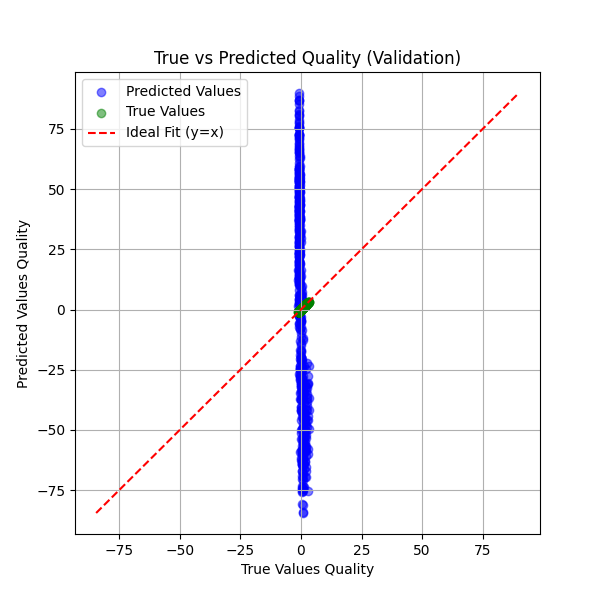 True vs Predicted Quality (Validation)
Predicted Values
True Values
Ideal Fit (y=x)
75
50
25
0
−25
−50
−75
Predicted Values Quality
−75
−50
−25
0
25
50
75
True Values Quality